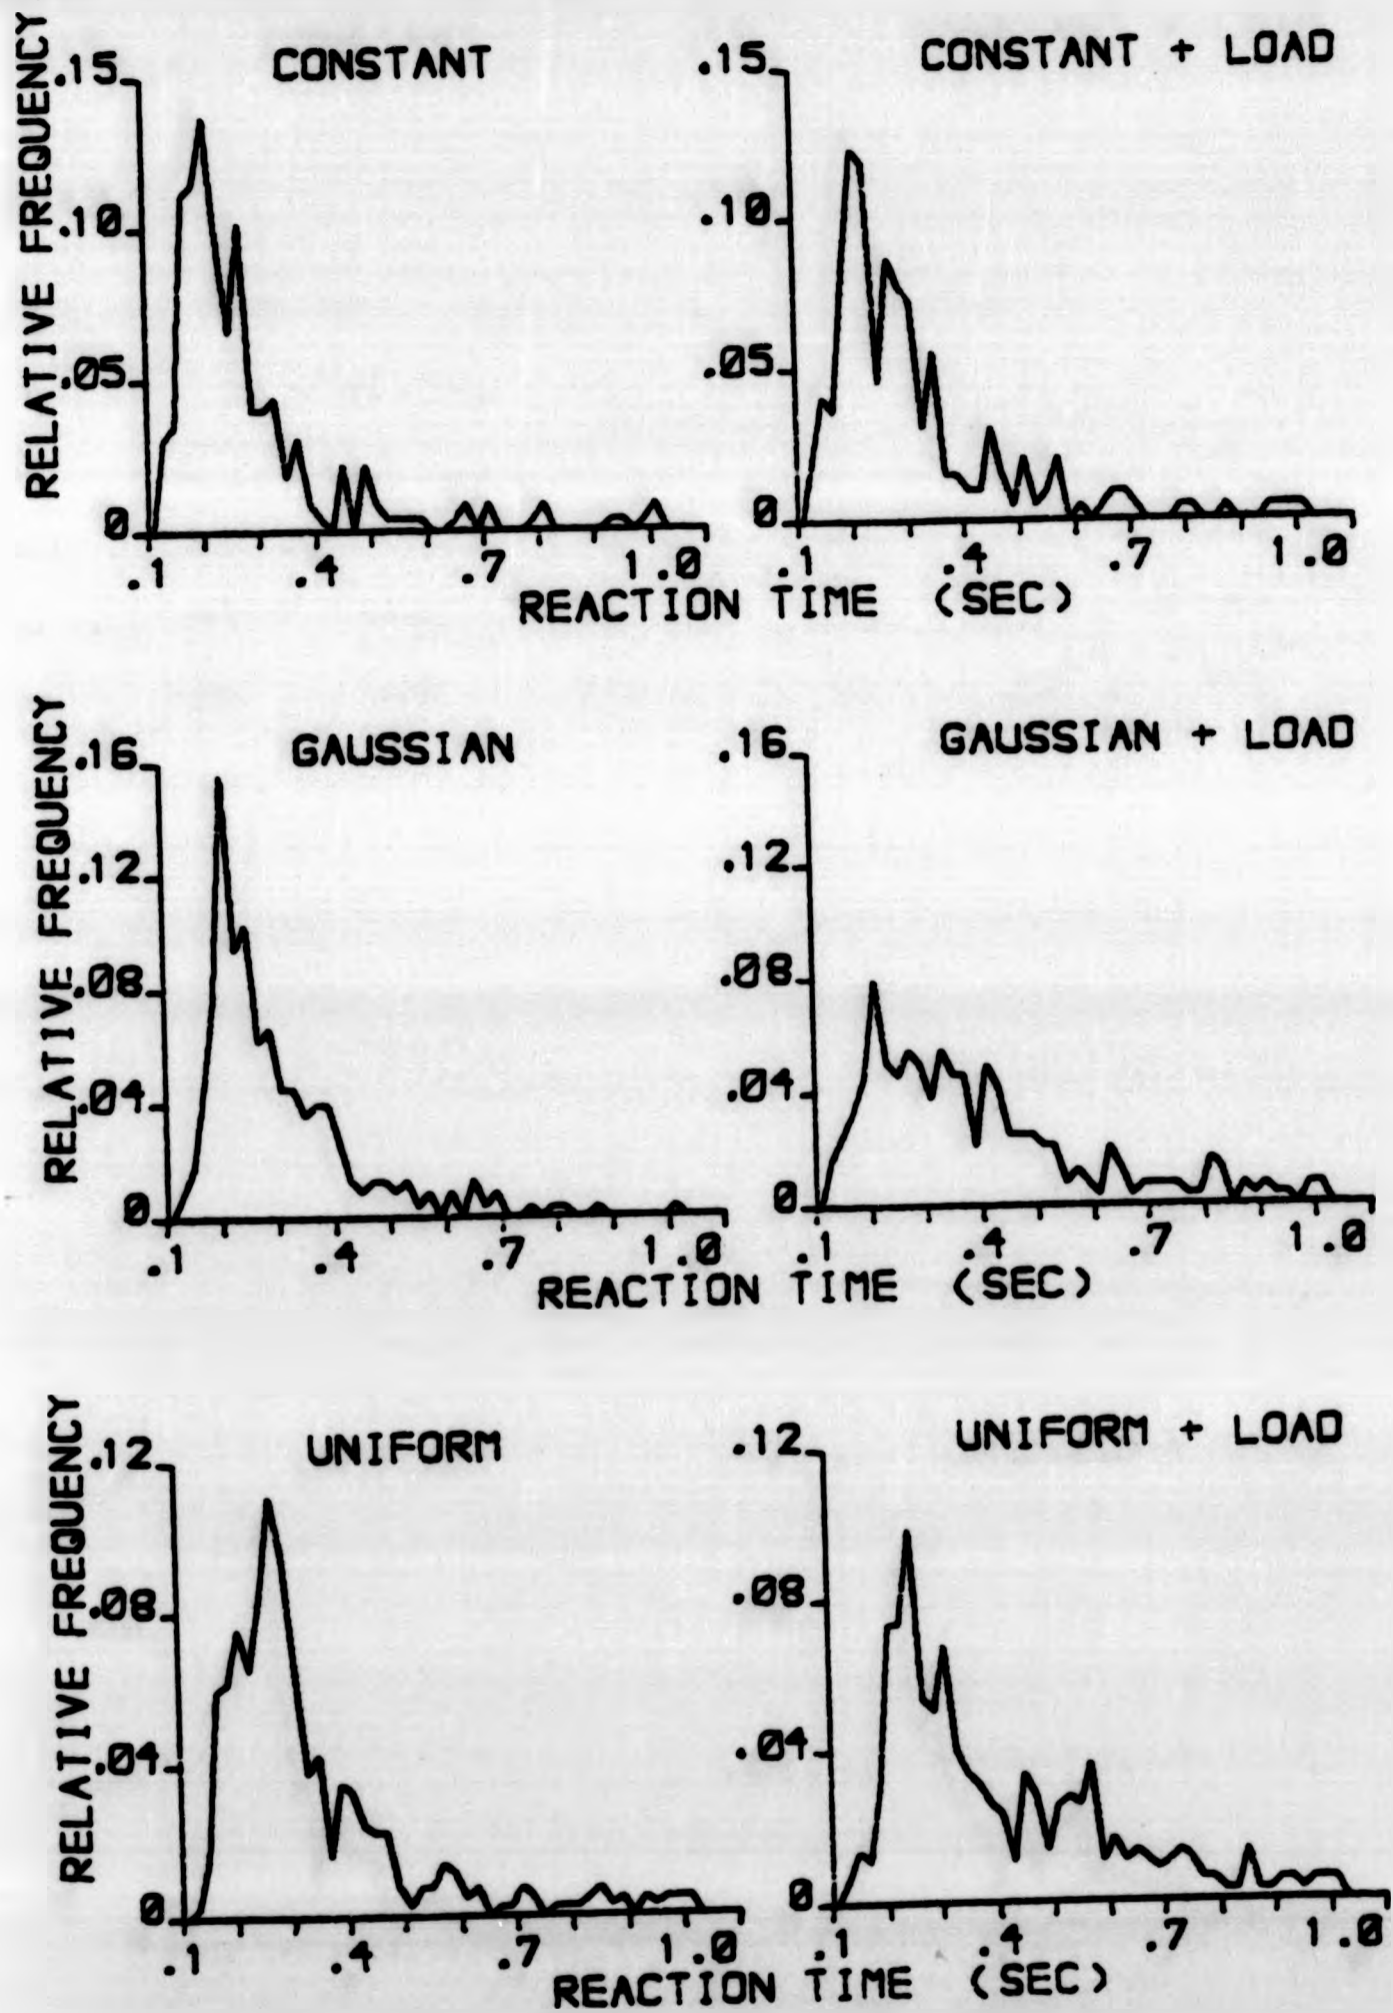 RELATIVE FREQUENCY
CONSTANT
.15
.10
.05
0
.1 .4 .7 1.0
CONSTANT + LOAD
.15
.10
.05
0
.1 .4 .7 1.0
REACTION TIME (SEC)
RELATIVE FREQUENCY
GAUSSIAN
.16
.12
.08
.04
0
.1 .4 .7 1.0
GAUSSIAN + LOAD
.16
.12
.08
.04
0
.1 .4 .7 1.0
REACTION TIME (SEC)
RELATIVE FREQUENCY
UNIFORM
.12
.08
.04
0
.1 .4 .7 1.0
UNIFORM + LOAD
.12
.08
.04
0
.1 .4 .7 1.0
REACTION TIME (SEC)